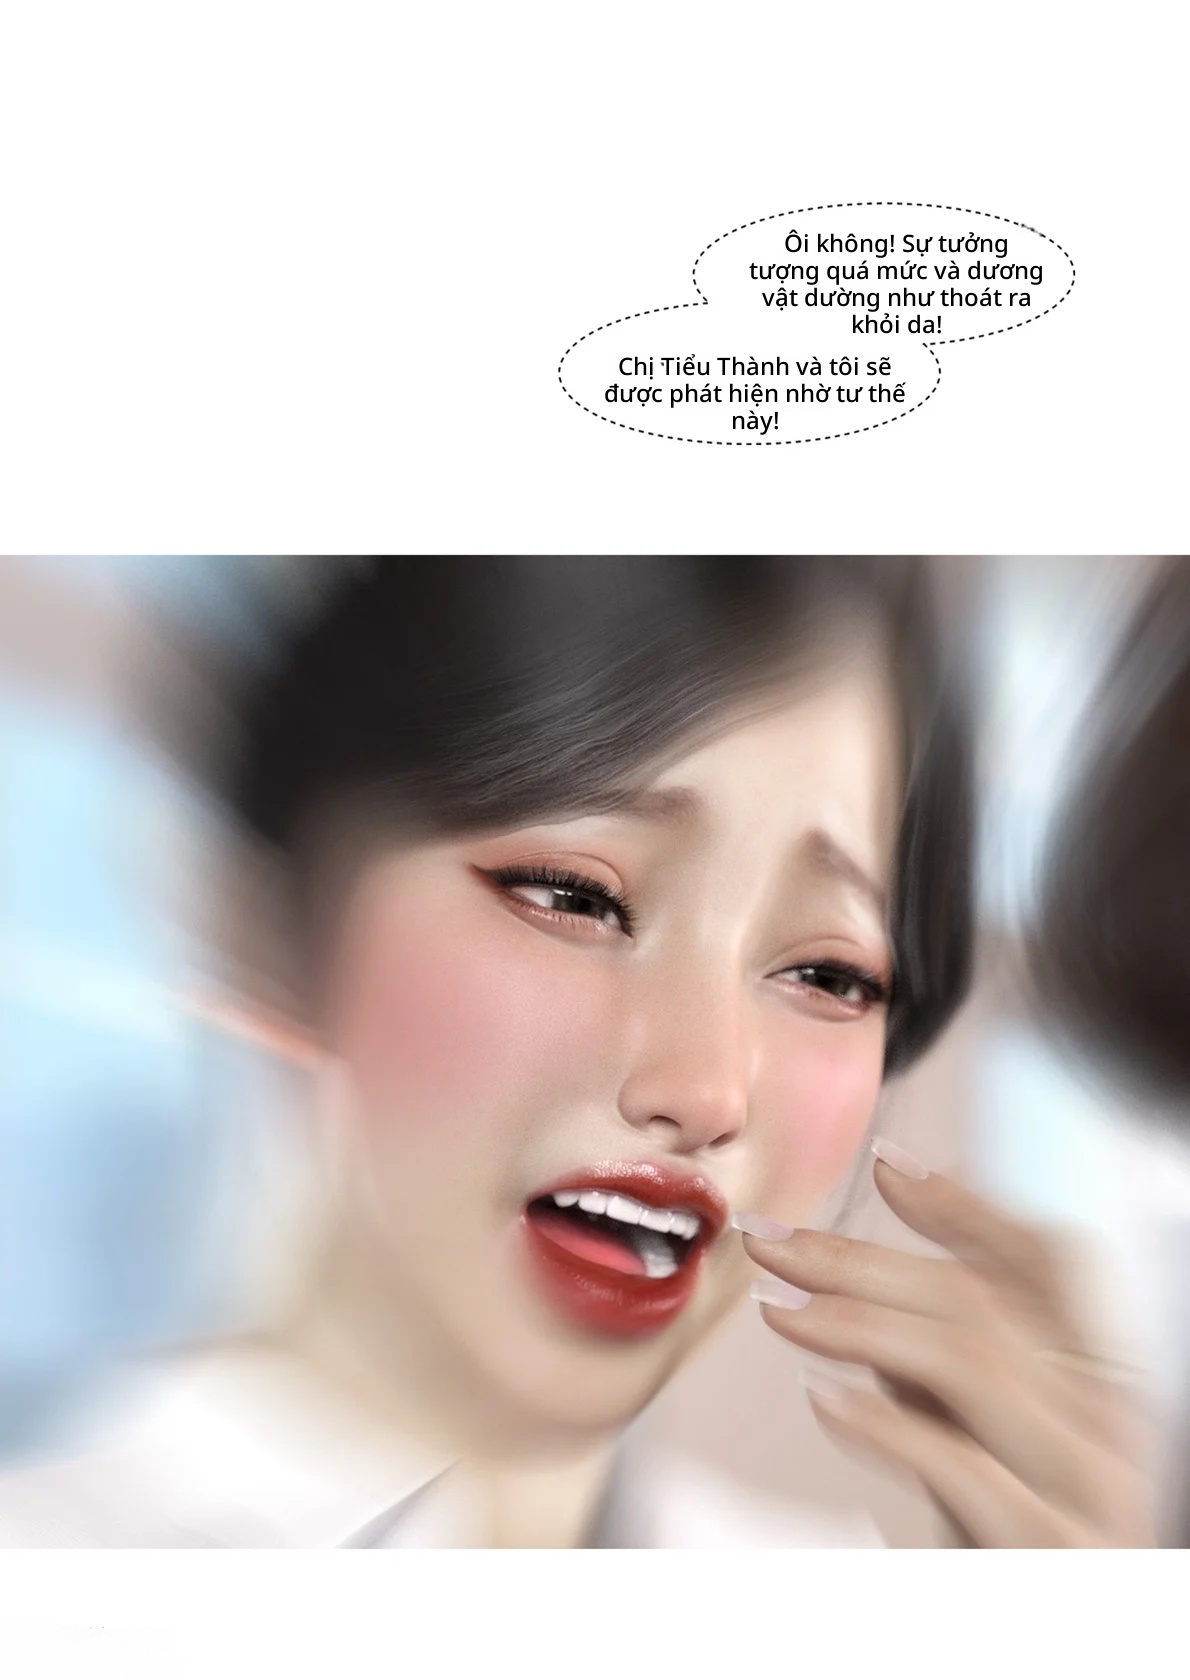 Ôi không! Sự tưởng
tượng quá mức và dương
vật dường như thoát ra
khỏi da!
Chị Tiểu Thành và tôi sẽ
được phát hiện nhờ tư thế
này!